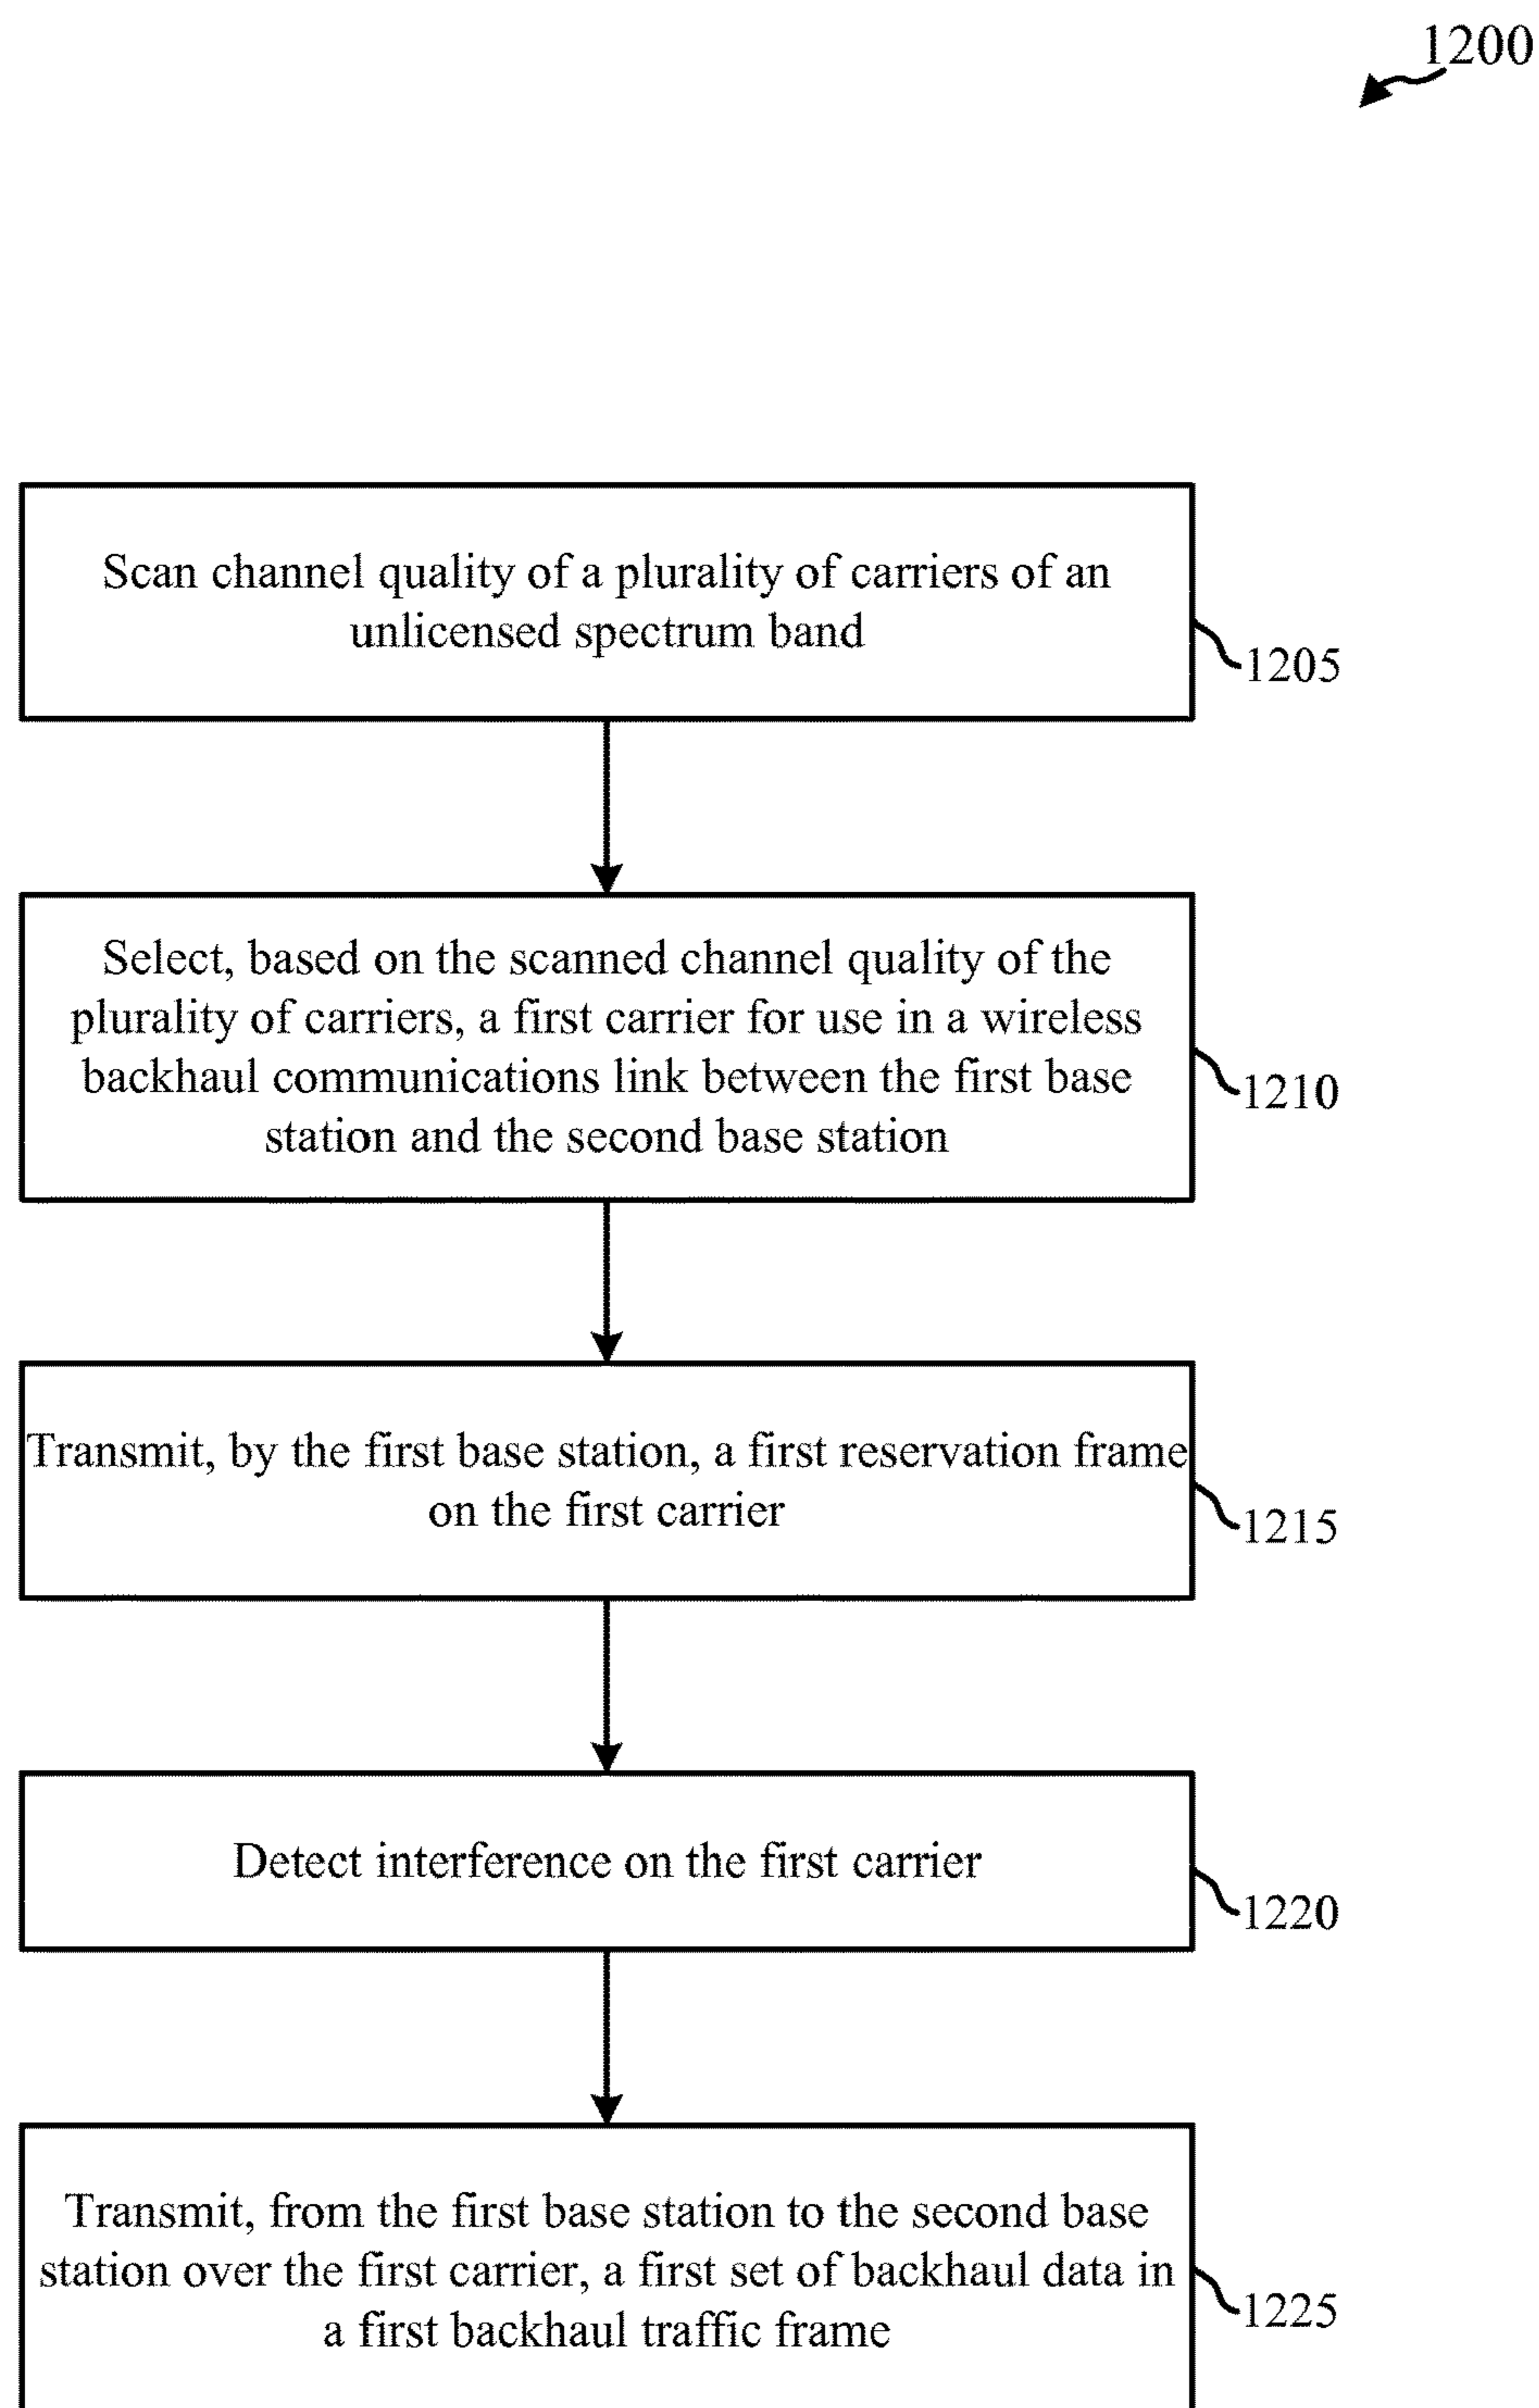 1200
Scan channel quality of a plurality of carriers of an
unlicensed spectrum band
1205
Select, based on the scanned channel quality of the
plurality of carriers, a first carrier for use in a wireless
backhaul communications link between the first base
station and the second base station
1210
Transmit, by the first base station, a first reservation frame
on the first carrier
1215
Detect interference on the first carrier
1220
Transmit, from the first base station to the second base
station over the first carrier, a first set of backhaul data in
a first backhaul traffic frame
1225